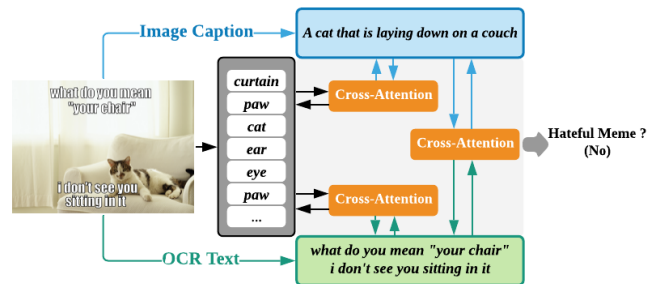 Image Caption
A cat that is laying down on a couch
what do you mean
"your chair"
i don't see you
sitting in it
curtain
paw
cat
ear
eye
paw
...
Cross-Attention
Cross-Attention
Cross-Attention
Hateful Meme ?
(No)
OCR Text
what do you mean "your chair"
i don't see you sitting in it